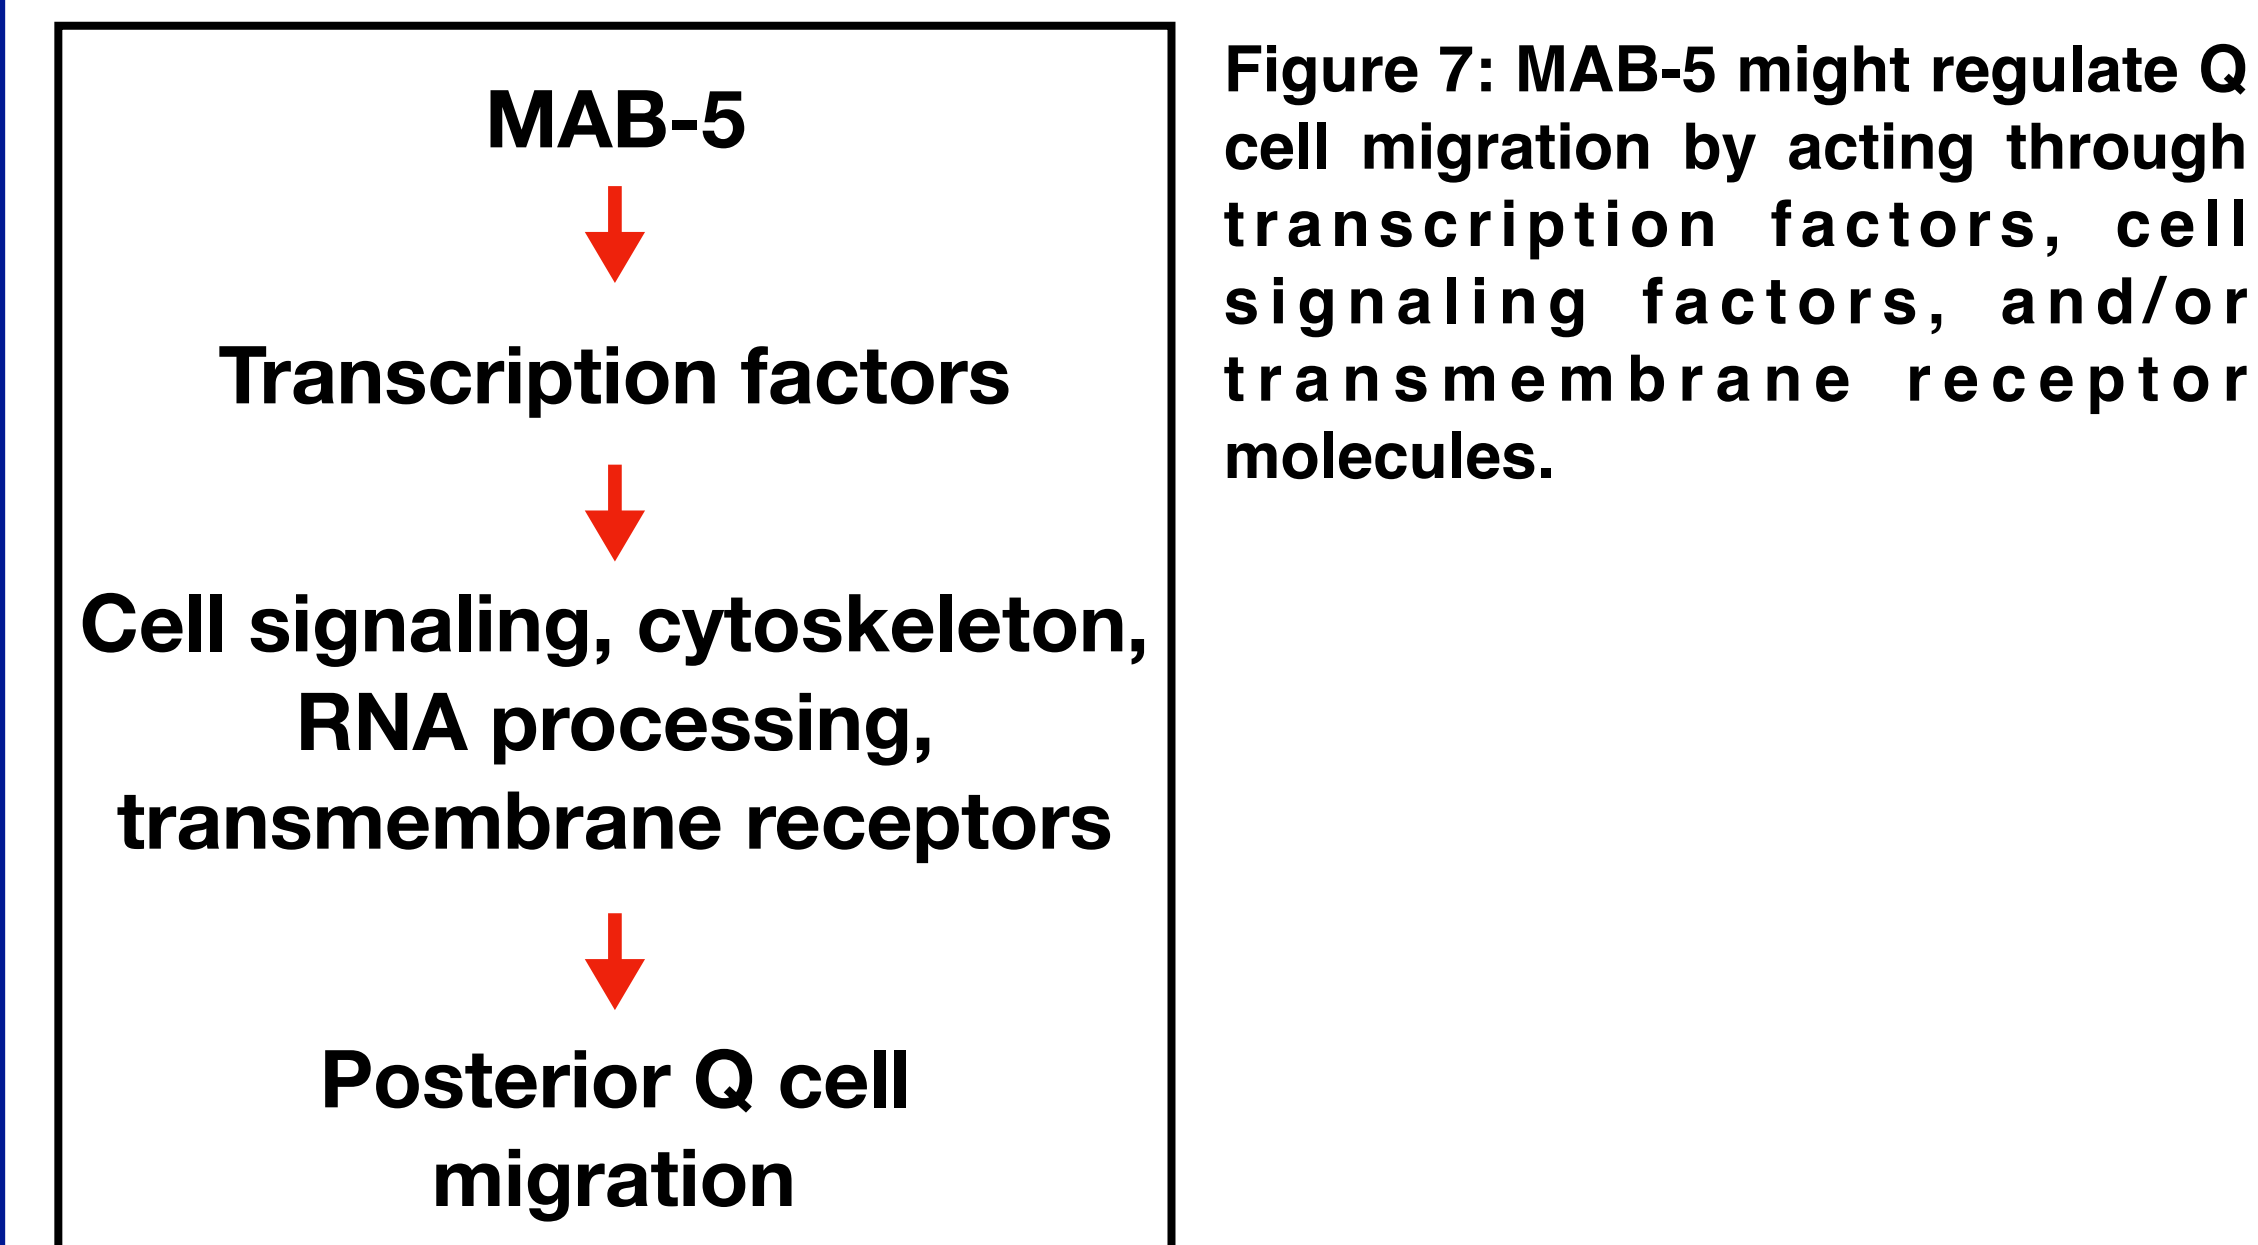 MAB-5
Transcription factors
Cell signaling, cytoskeleton,
RNA processing,
transmembrane receptors
Posterior Q cell
migration
Figure 7: MAB-5 might regulate Q
cell migration by acting through
transcription factors, cell
signaling factors, and/or
transmembrane receptor
molecules.